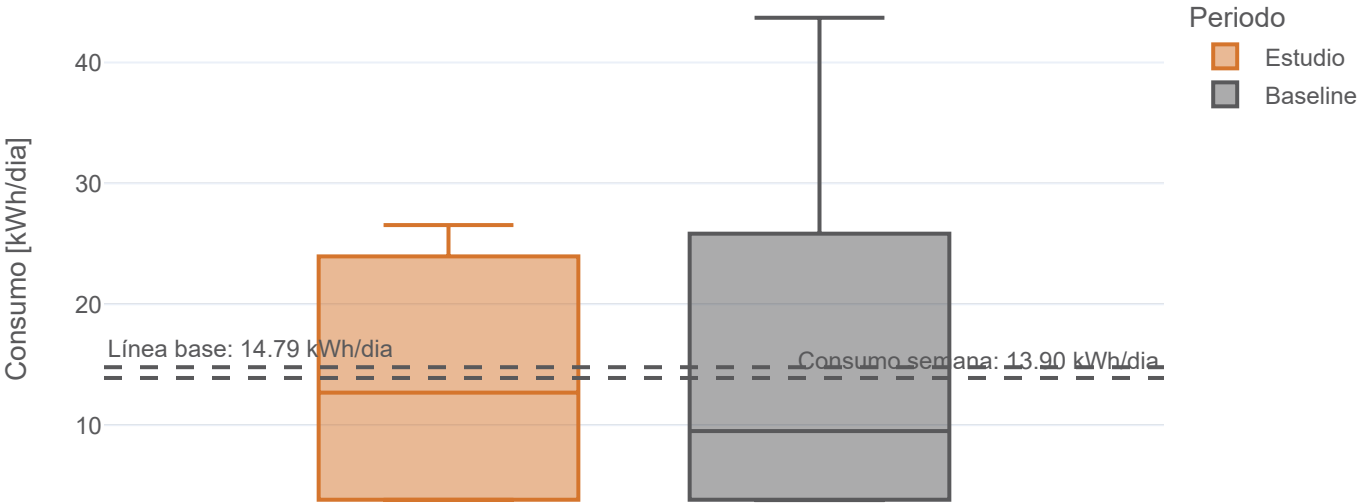 Periodo
Estudio
Baseline
Consumo [kWh/dia]
40
30
20
10
Línea base: 14.79 kWh/dia
Consumo semana: 13.90 kWh/dia